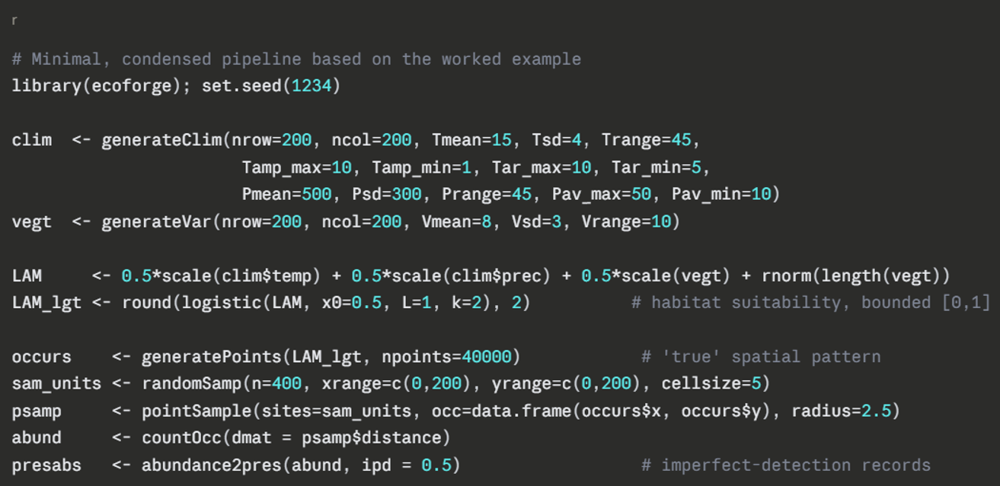 r
# Minimal, condensed pipeline based on the worked example
library(ecoforge); set.seed(1234)
clim  <- generateClim(nrow=200, ncol=200, Tmean=15, Tsd=4, Trange=45,
                       Tamp_max=10, Tamp_min=1, Tar_max=10, Tar_min=5,
                       Pmean=500, Psd=300, Prange=45, Pav_max=50, Pav_min=10)
vegt  <- generateVar(nrow=200, ncol=200, Vmean=8, Vsd=3, Vrange=10)
LAM     <- 0.5*scale(clim$temp) + 0.5*scale(clim$prec) + 0.5*scale(vegt) + rnorm(length(vegt))
LAM_lgt <- round(logistic(LAM, x0=0.5, L=1, k=2), 2)          # habitat suitability, bounded [0,1]
occurs    <- generatePoints(LAM_lgt, npoints=40000)            # 'true' spatial pattern
sam_units <- randomSamp(n=400, xrange=c(0,200), yrange=c(0,200), cellsize=5)
psamp     <- pointSample(sites=sam_units, occ=data.frame(occurs$x, occurs$y), radius=2.5)
abund     <- countOcc(dmat = psamp$distance)
presabs   <- abundance2pres(abund, ipd = 0.5)                  # imperfect-detection records